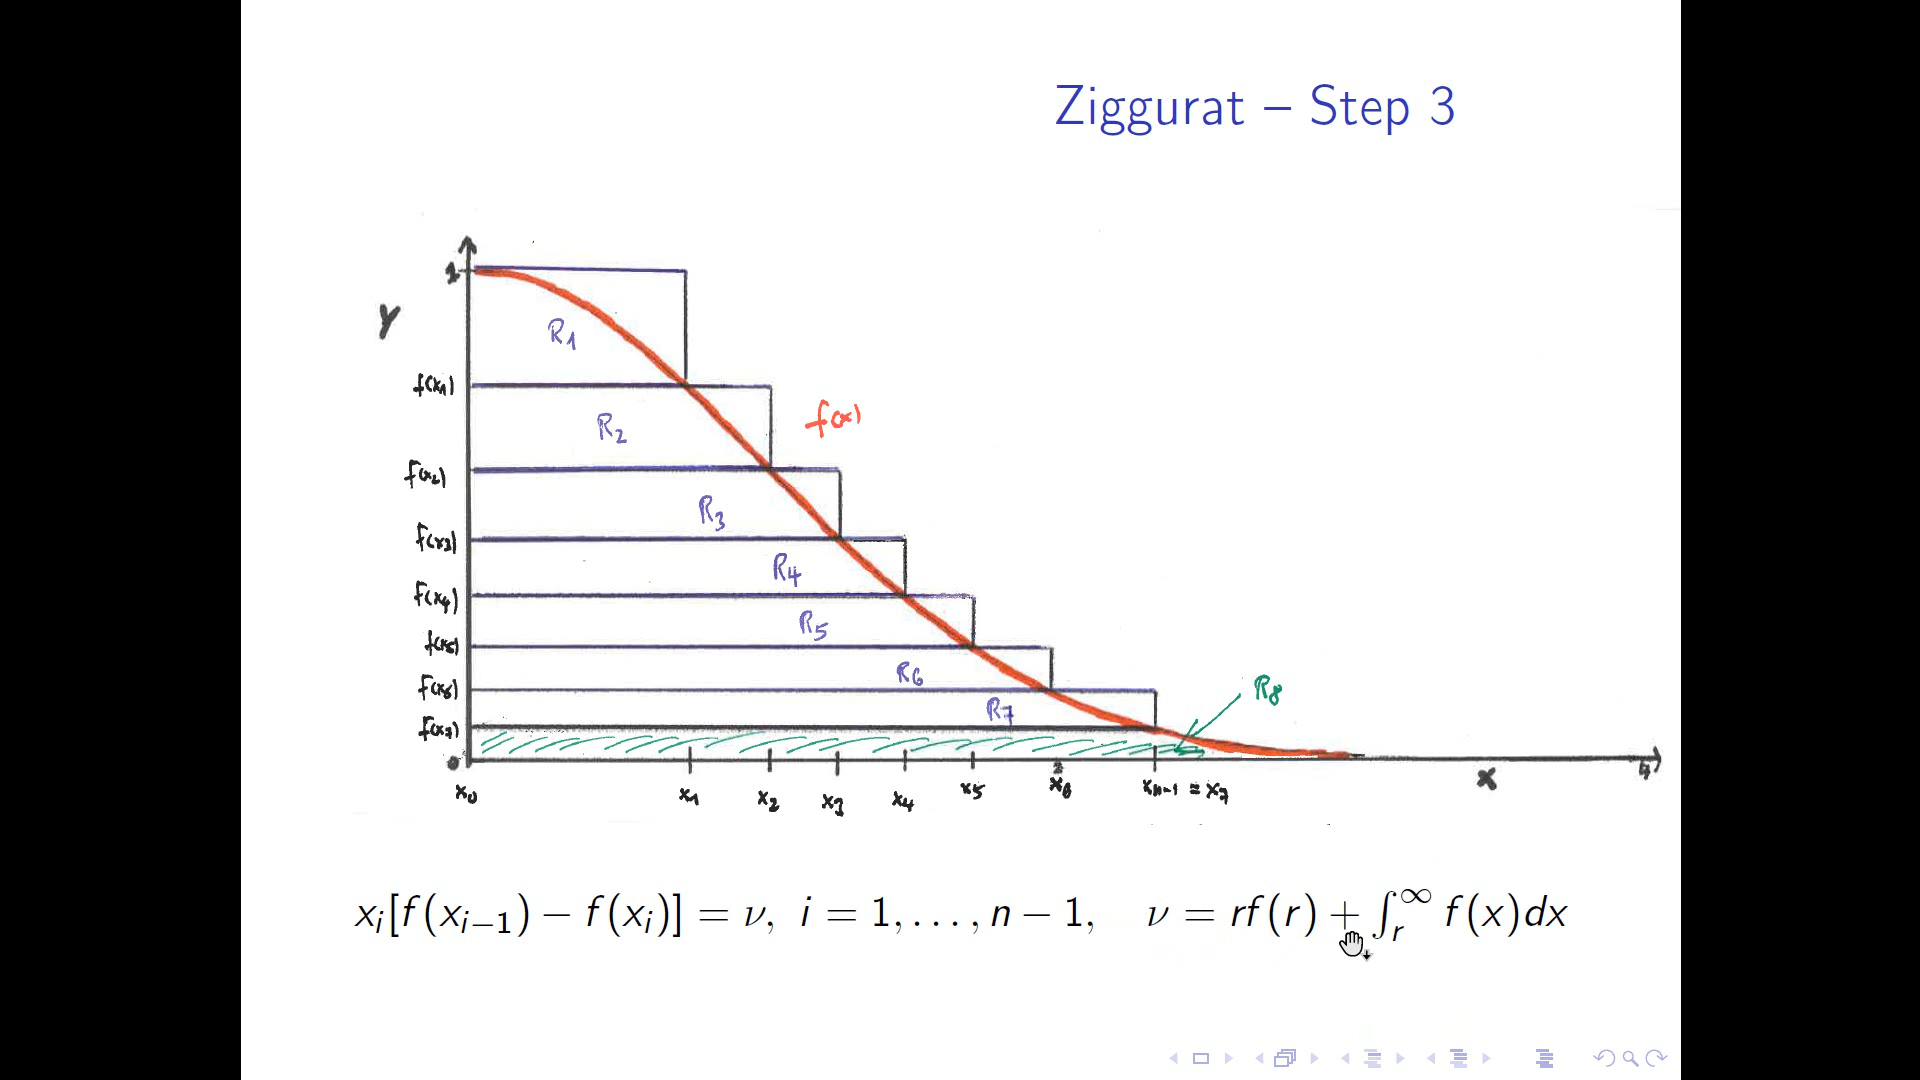 Ziggurat – Step 3
1
Y
R1
f(x1)
f(x)
R2
f(x2)
R3
f(x3)
R4
f(x4)
R5
f(x5)
R6
f(x6)
R8
R7
f(x7)
0
x0 x1 x2 x3 x4 x5 x6 xn-1 = x7 x
xᵢ[f(xᵢ₋₁) − f(xᵢ)] = ν, i = 1, . . . , n − 1, ν = rf(r) + ∫ᵣ^∞ f(x)dx